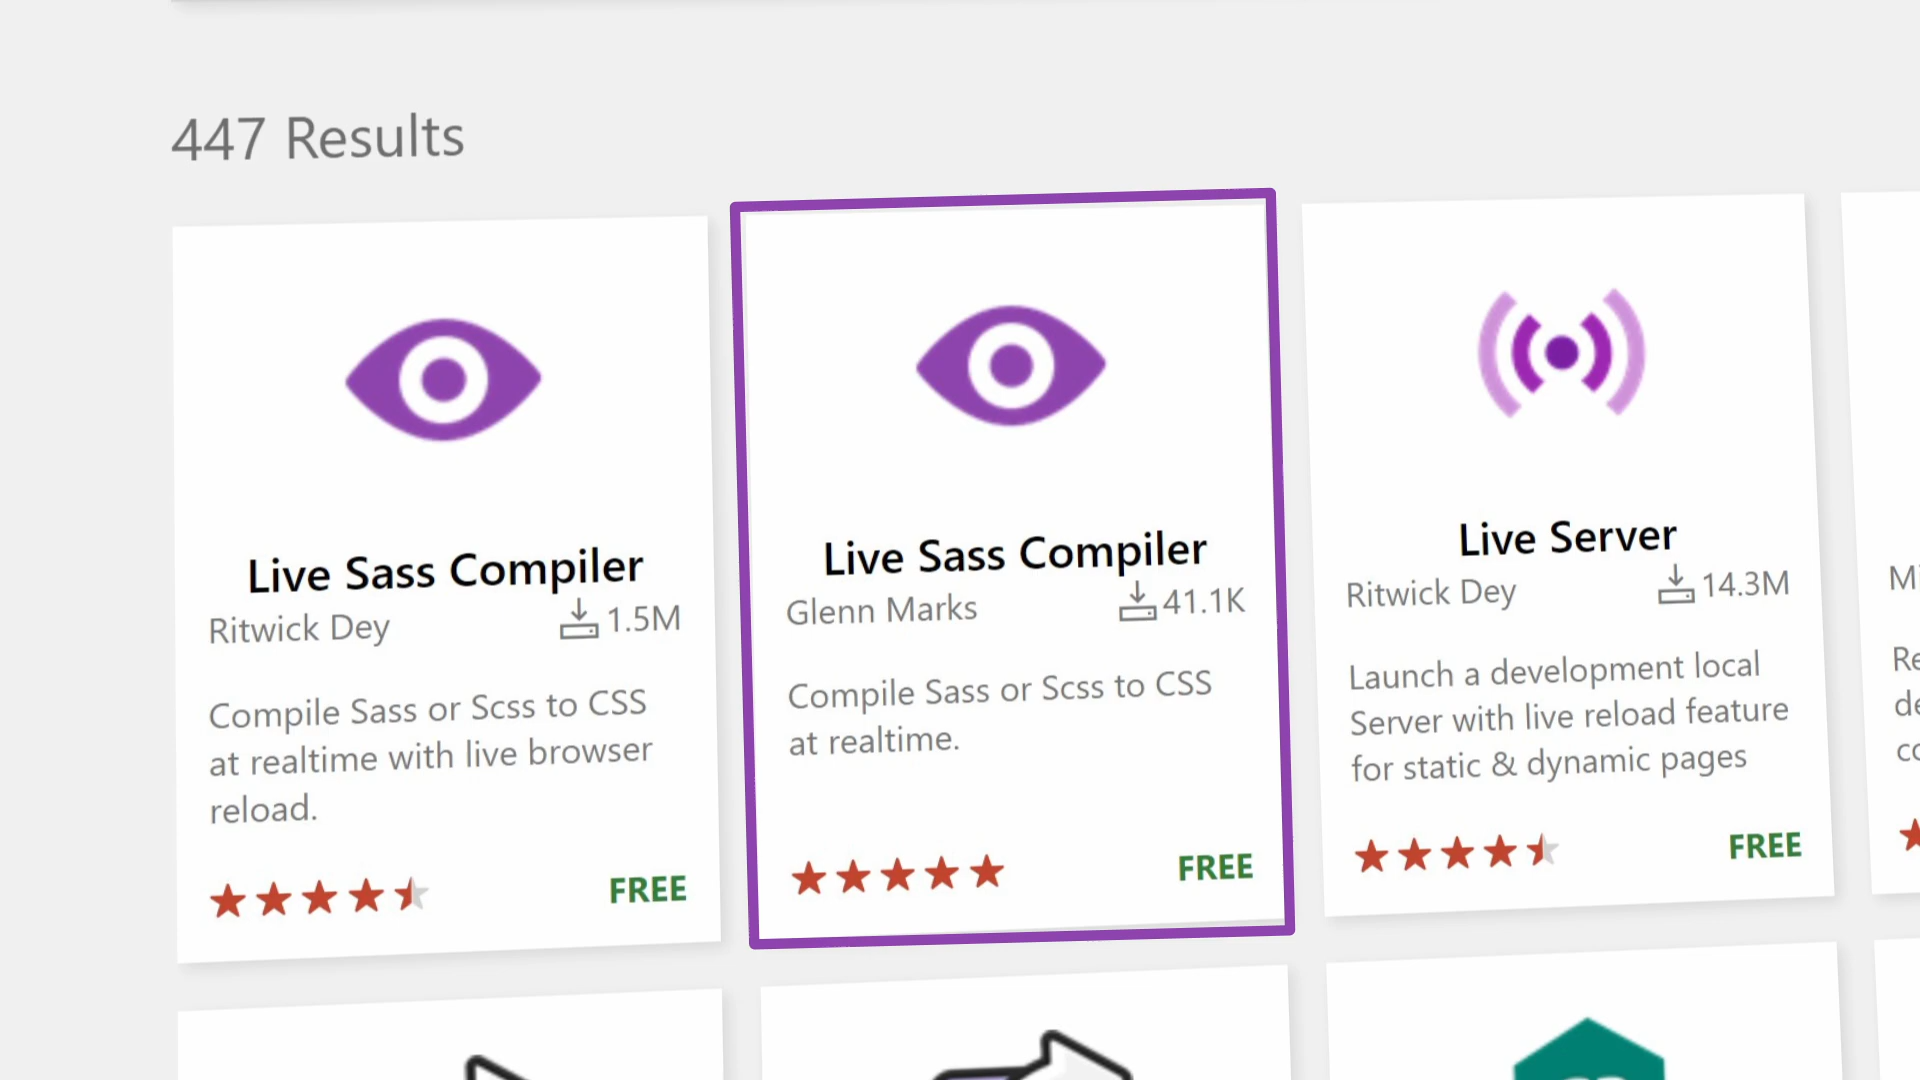 447 Results
Live Sass Compiler
Ritwick Dey 1.5M
Compile Sass or Scss to CSS
at realtime with live browser
reload.
FREE
Live Sass Compiler
Glenn Marks 41.1K
Compile Sass or Scss to CSS
at realtime.
FREE
Live Server
Ritwick Dey 14.3M
Launch a development local
Server with live reload feature
for static & dynamic pages
FREE